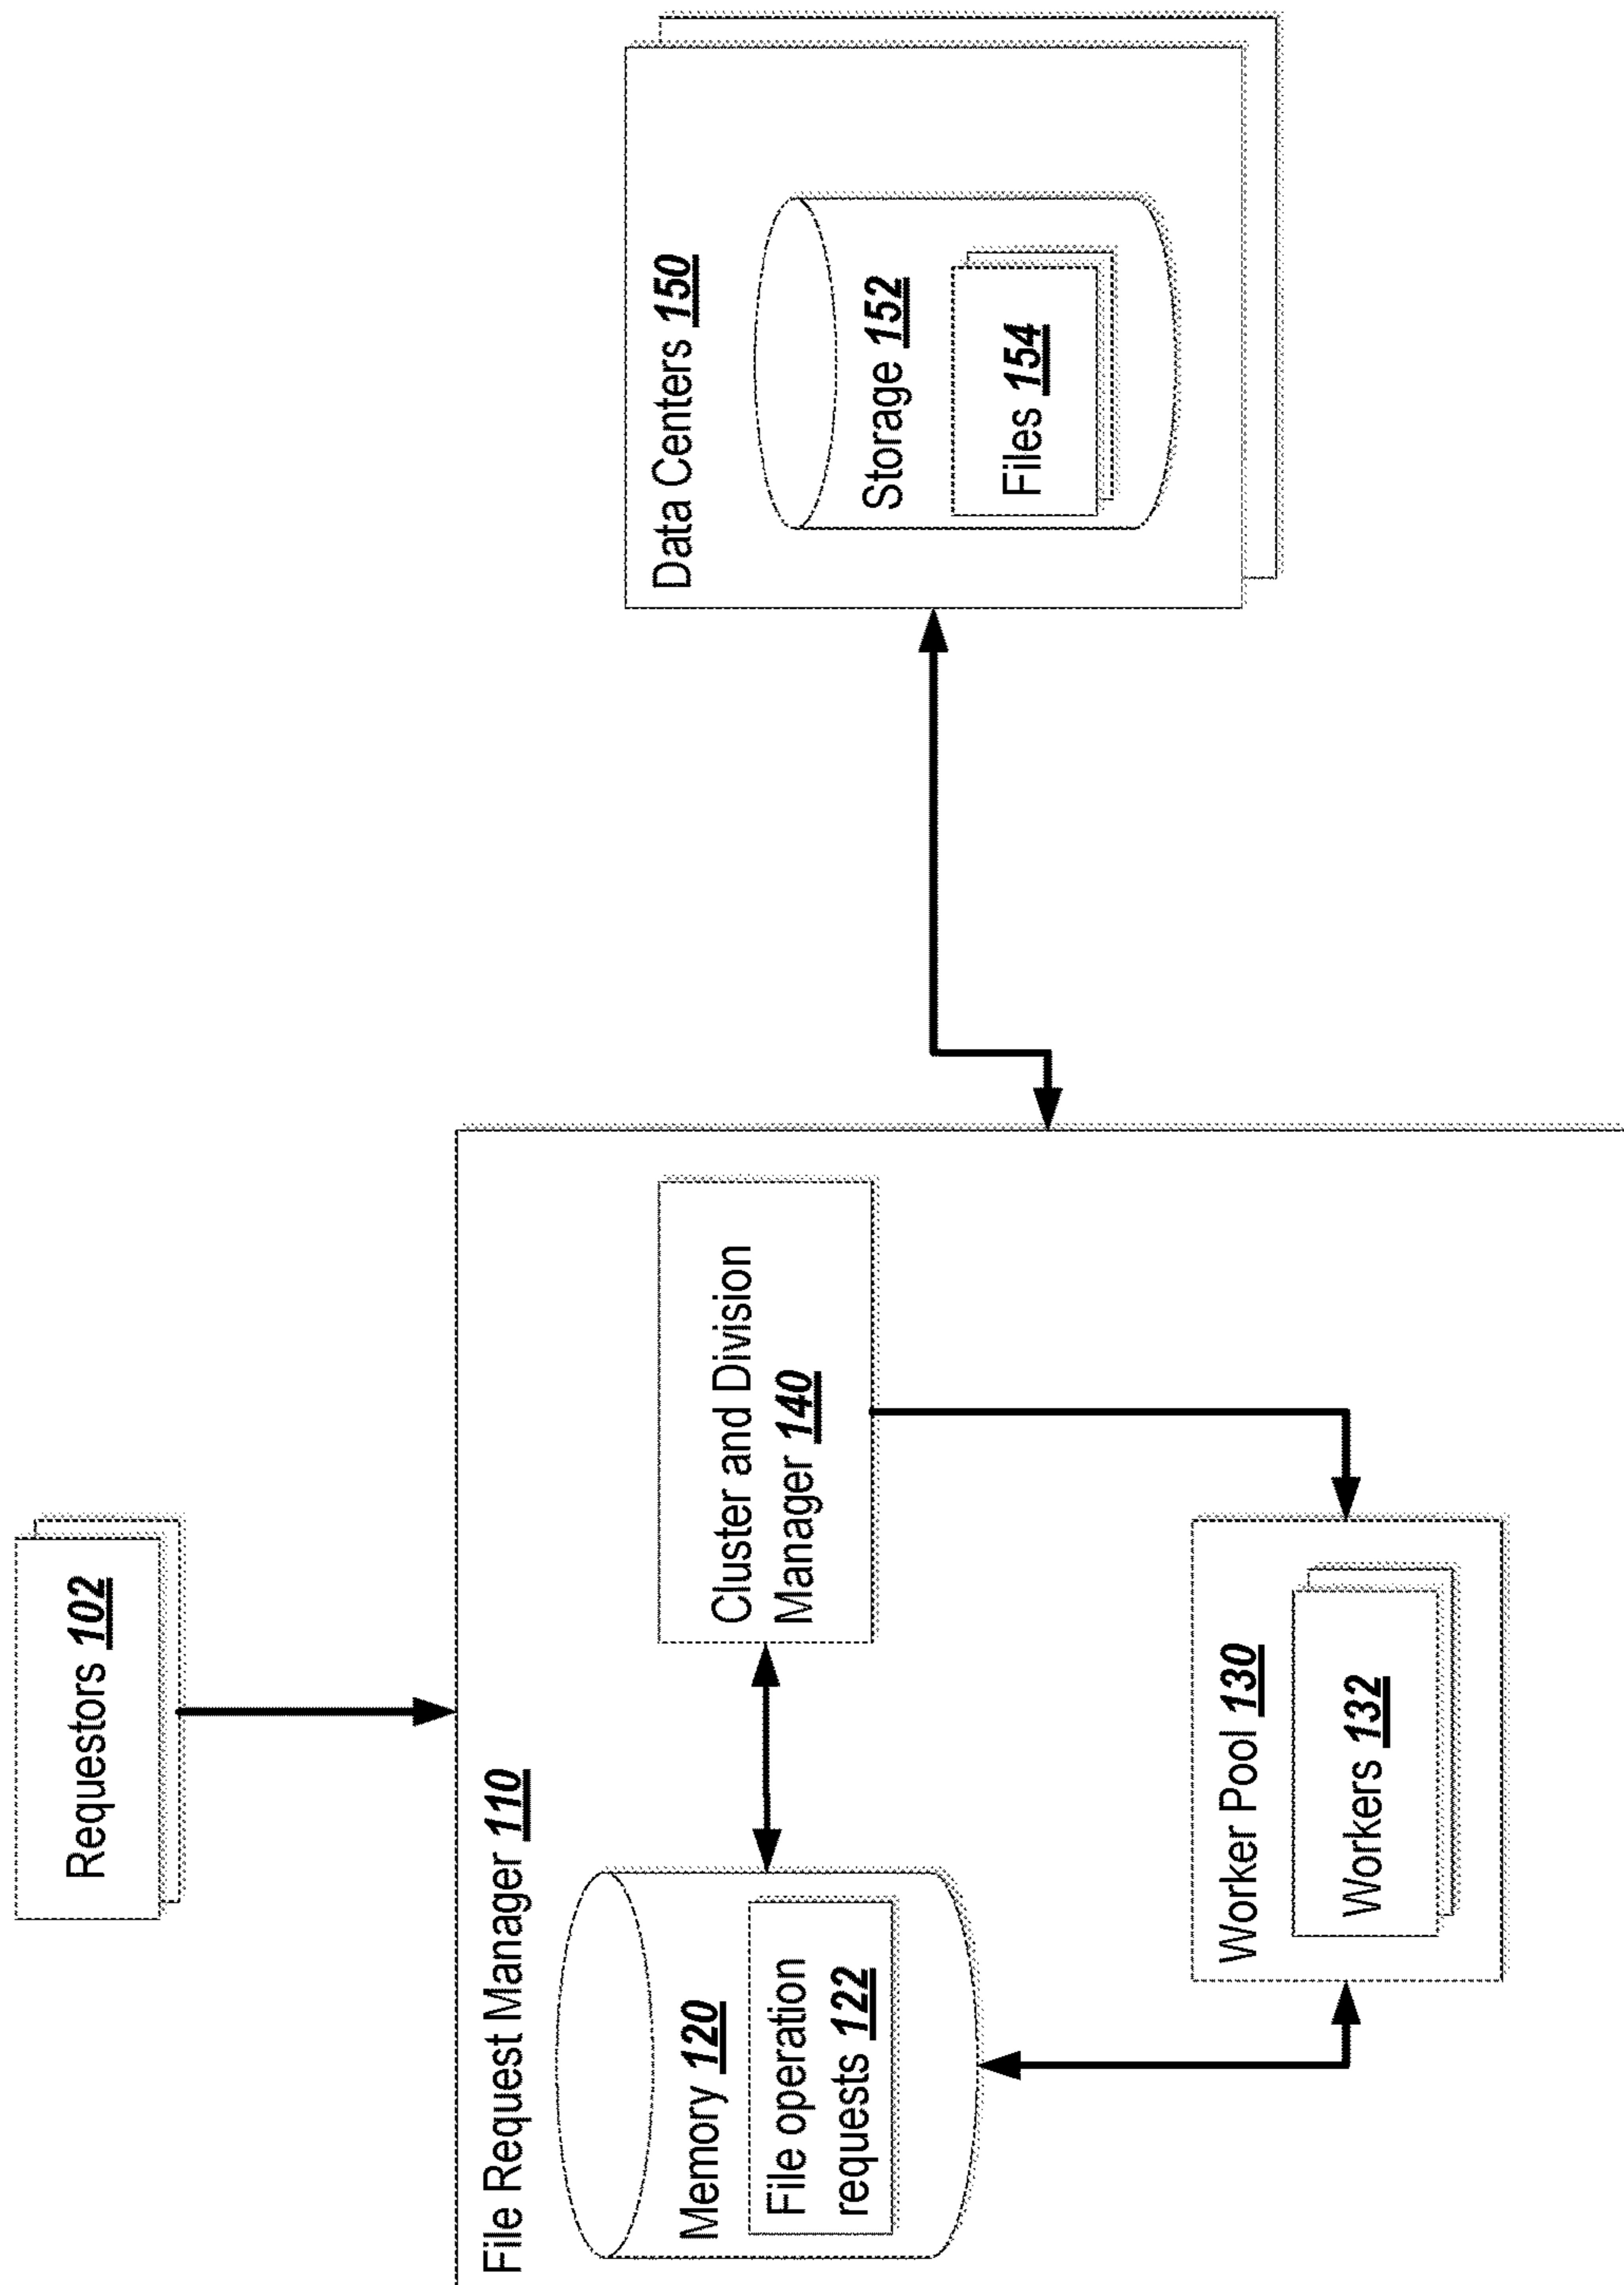 Requestors 102
File Request Manager 110
Memory 120
File operation
requests 122
Cluster and Division
Manager 140
Worker Pool 130
Workers 132
Data Centers 150
Storage 152
Files 154